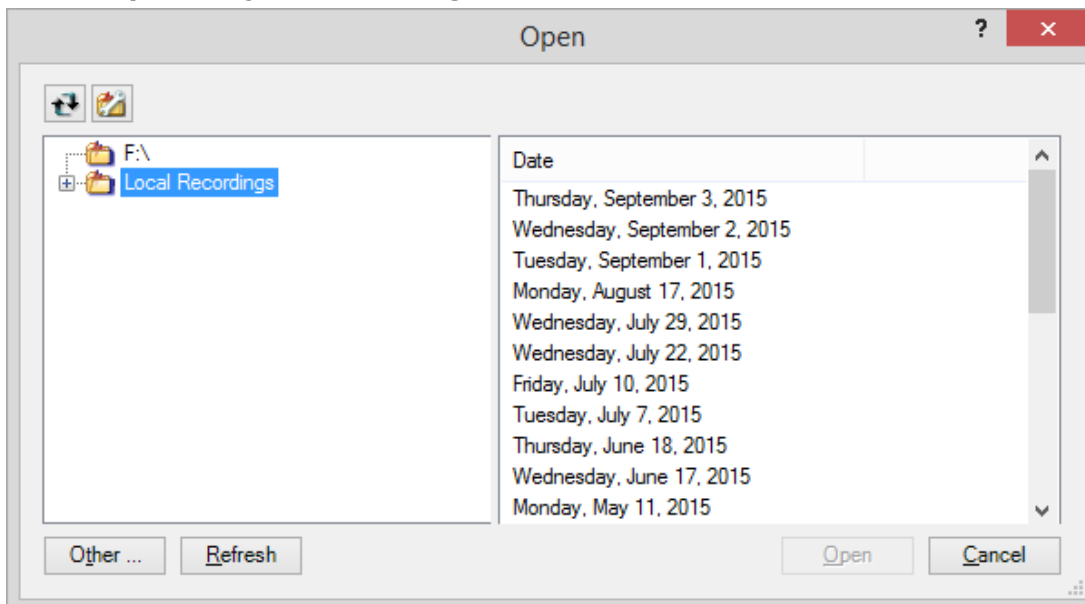 Open
?
F:\
Local Recordings
Date
Thursday, September 3, 2015
Wednesday, September 2, 2015
Tuesday, September 1, 2015
Monday, August 17, 2015
Wednesday, July 29, 2015
Wednesday, July 22, 2015
Friday, July 10, 2015
Tuesday, July 7, 2015
Thursday, June 18, 2015
Wednesday, June 17, 2015
Monday, May 11, 2015
Other ...
Refresh
Open
Cancel